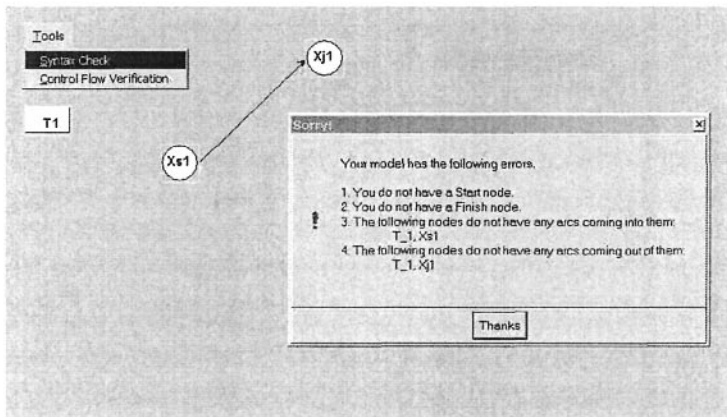 Tools
Syntax Check
Control Flow Verification
T1
Xj1
Xs1
Sorry!
Your model has the following errors.
1. You do not have a Start node.
2. You do not have a Finish node.
3. The following nodes do not have any arcs coming into them:
T_1, Xs1
4. The following nodes do not have any arcs coming out of them:
T_1, Xj1
Thanks